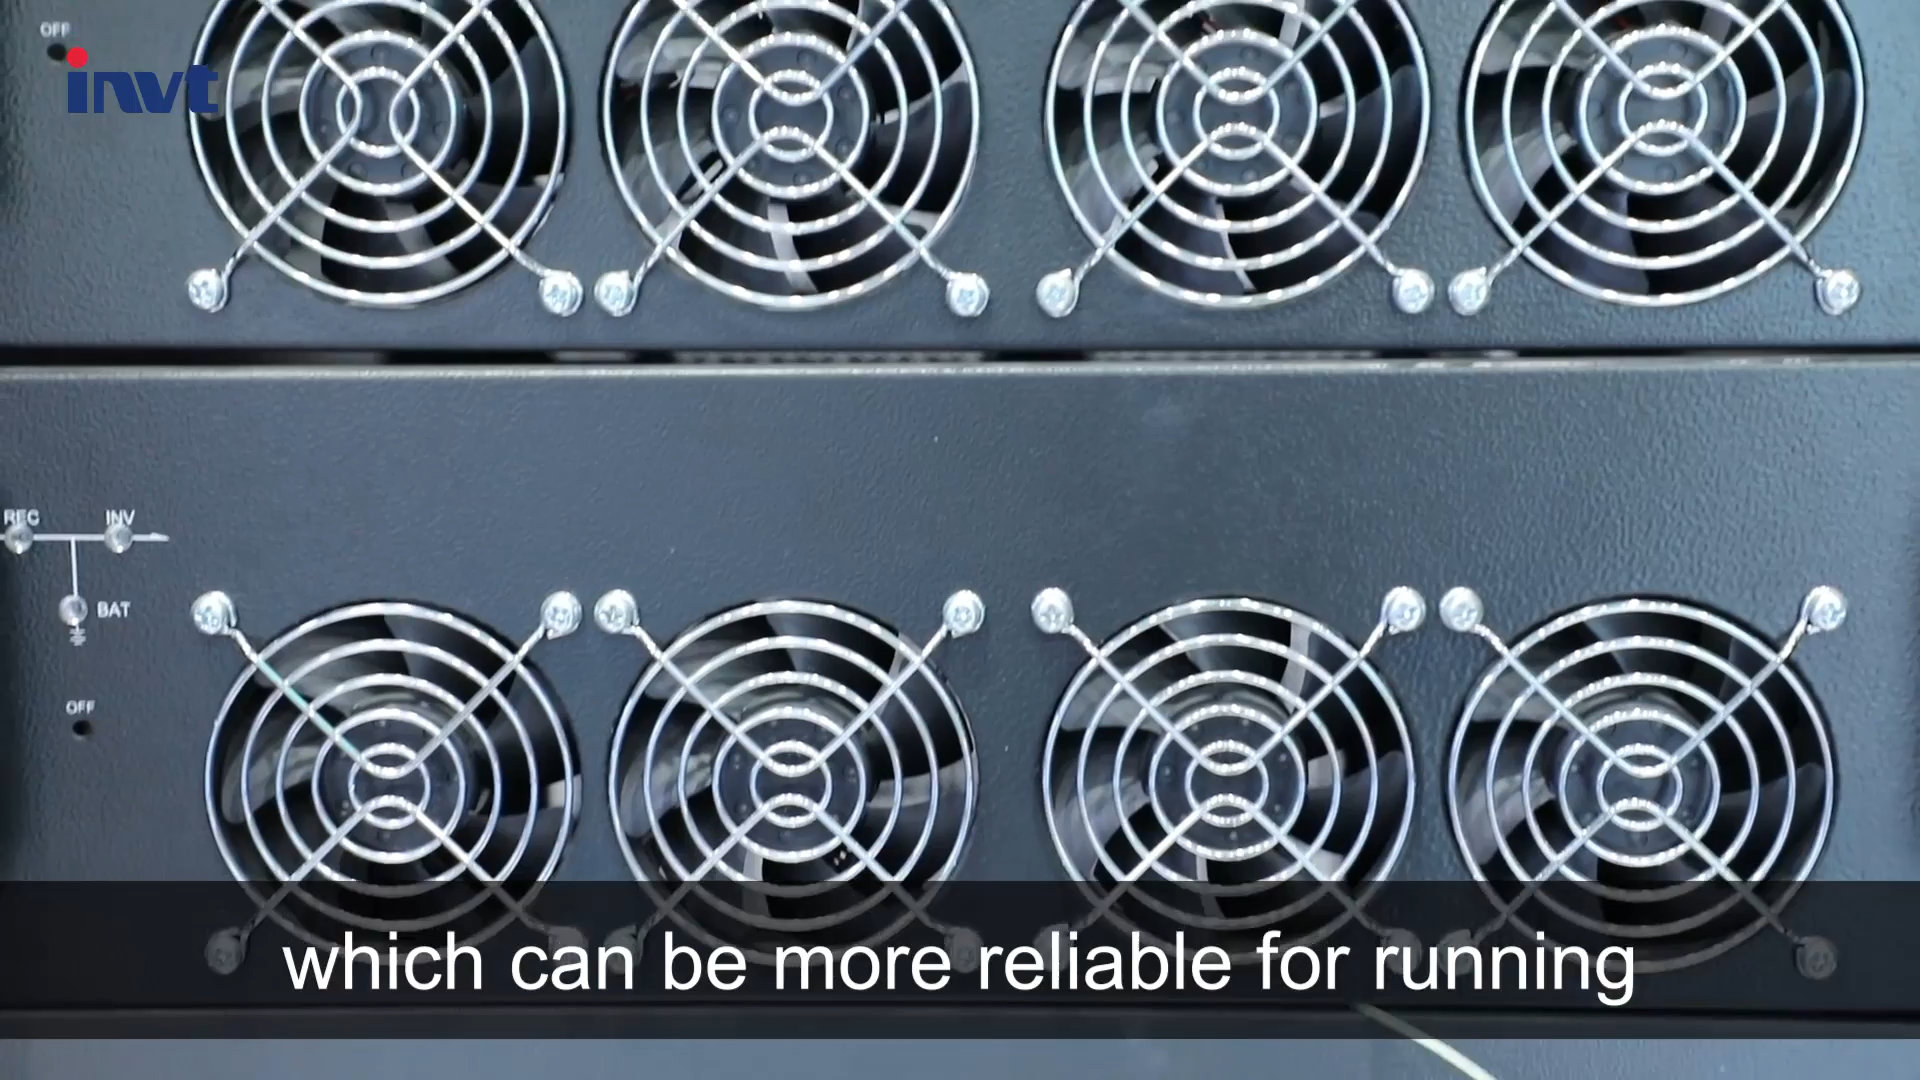 OFF
invt
REC INV
BAT
OFF
which can be more reliable for running